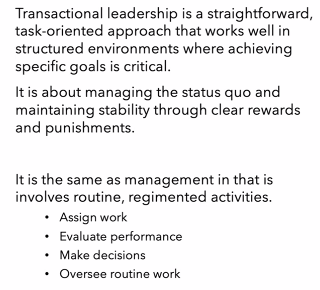 Transactional leadership is a straightforward,
task-oriented approach that works well in
structured environments where achieving
specific goals is critical.
It is about managing the status quo and
maintaining stability through clear rewards
and punishments.
It is the same as management in that is
involves routine, regimented activities.
• Assign work
• Evaluate performance
• Make decisions
• Oversee routine work